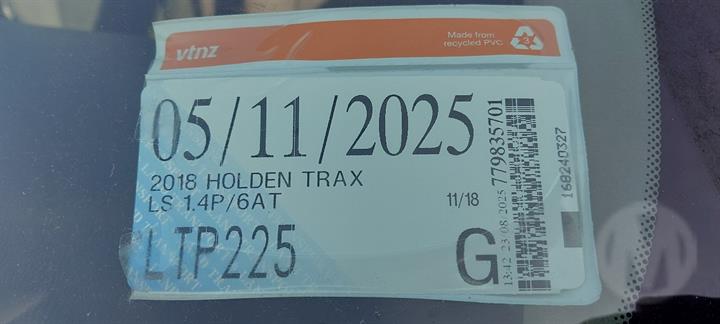 vtnz
Made from
recycled PVC
3
05/11/2025
2018 HOLDEN TRAX
LS 1.4P/6AT
11/18
LTP225
G
13:42 23/08/2025 779835701
168240327